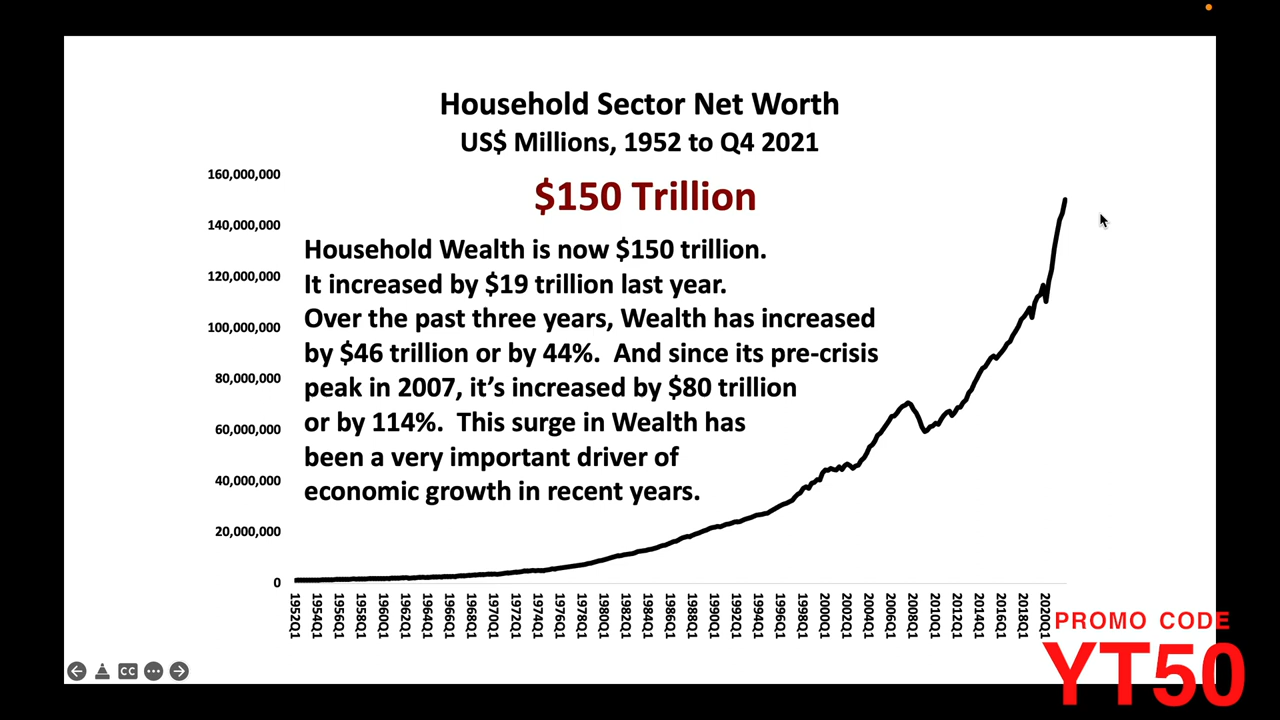 Household Sector Net Worth
US$ Millions, 1952 to Q4 2021
$150 Trillion
Household Wealth is now $150 trillion.
It increased by $19 trillion last year.
Over the past three years, Wealth has increased
by $46 trillion or by 44%. And since its pre-crisis
peak in 2007, it's increased by $80 trillion
or by 114%. This surge in Wealth has
been a very important driver of
economic growth in recent years.
160,000,000
140,000,000
120,000,000
100,000,000
80,000,000
60,000,000
40,000,000
20,000,000
0
1952Q1
1954Q1
1956Q1
1958Q1
1960Q1
1962Q1
1964Q1
1966Q1
1968Q1
1970Q1
1972Q1
1974Q1
1976Q1
1978Q1
1980Q1
1982Q1
1984Q1
1986Q1
1988Q1
1990Q1
1992Q1
1994Q1
1996Q1
1998Q1
2000Q1
2002Q1
2004Q1
2006Q1
2008Q1
2010Q1
2012Q1
2014Q1
2016Q1
2018Q1
2020Q1
PROMO CODE
YT50
CC